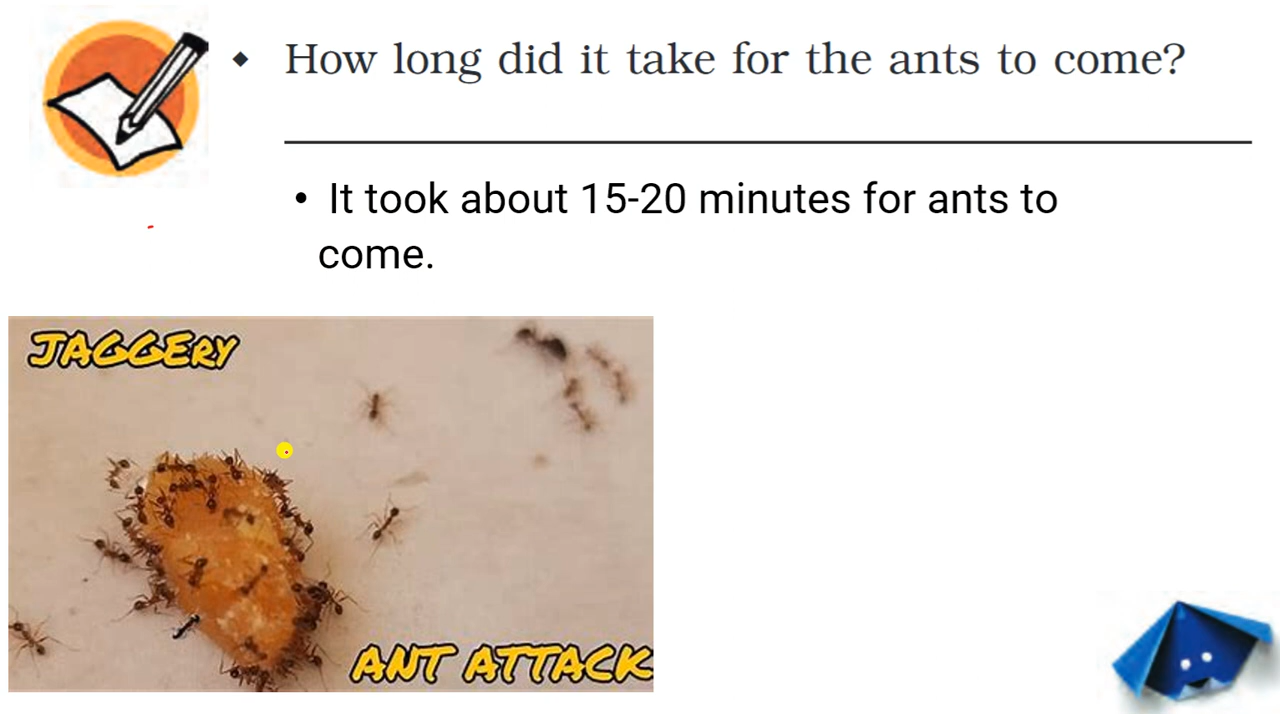 ◆ How long did it take for the ants to come?
• It took about 15-20 minutes for ants to
come.
JAGGERY
ANT ATTACK